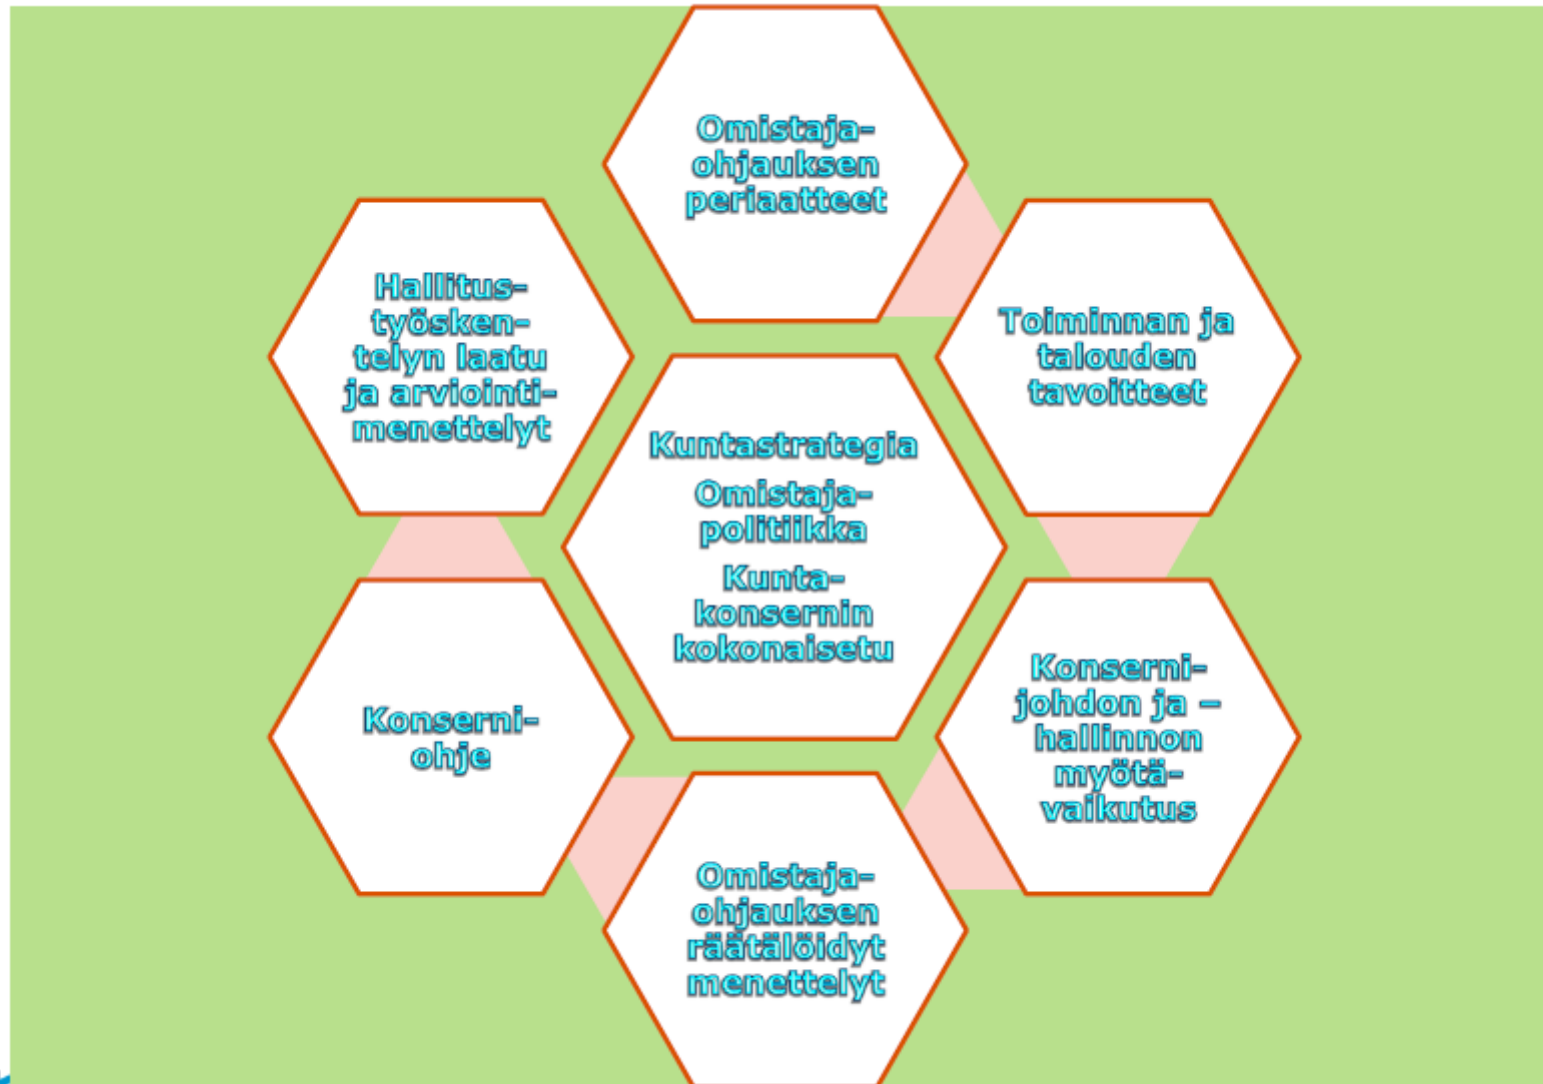 Omistaja-
ohjauksen
periaatteet
Toiminnan ja
talouden
tavoitteet
Konserni-
johdon ja –
hallinnon
myötä-
vaikutus
Omistaja-
ohjauksen
räätälöidyt
menettelyt
Konserni-
ohje
Hallitus-
työsken-
telyn laatu
ja arviointi-
menettelyt
Kuntastrategia
Omistaja-
politiikka
Kunta-
konsernin
kokonaisetu